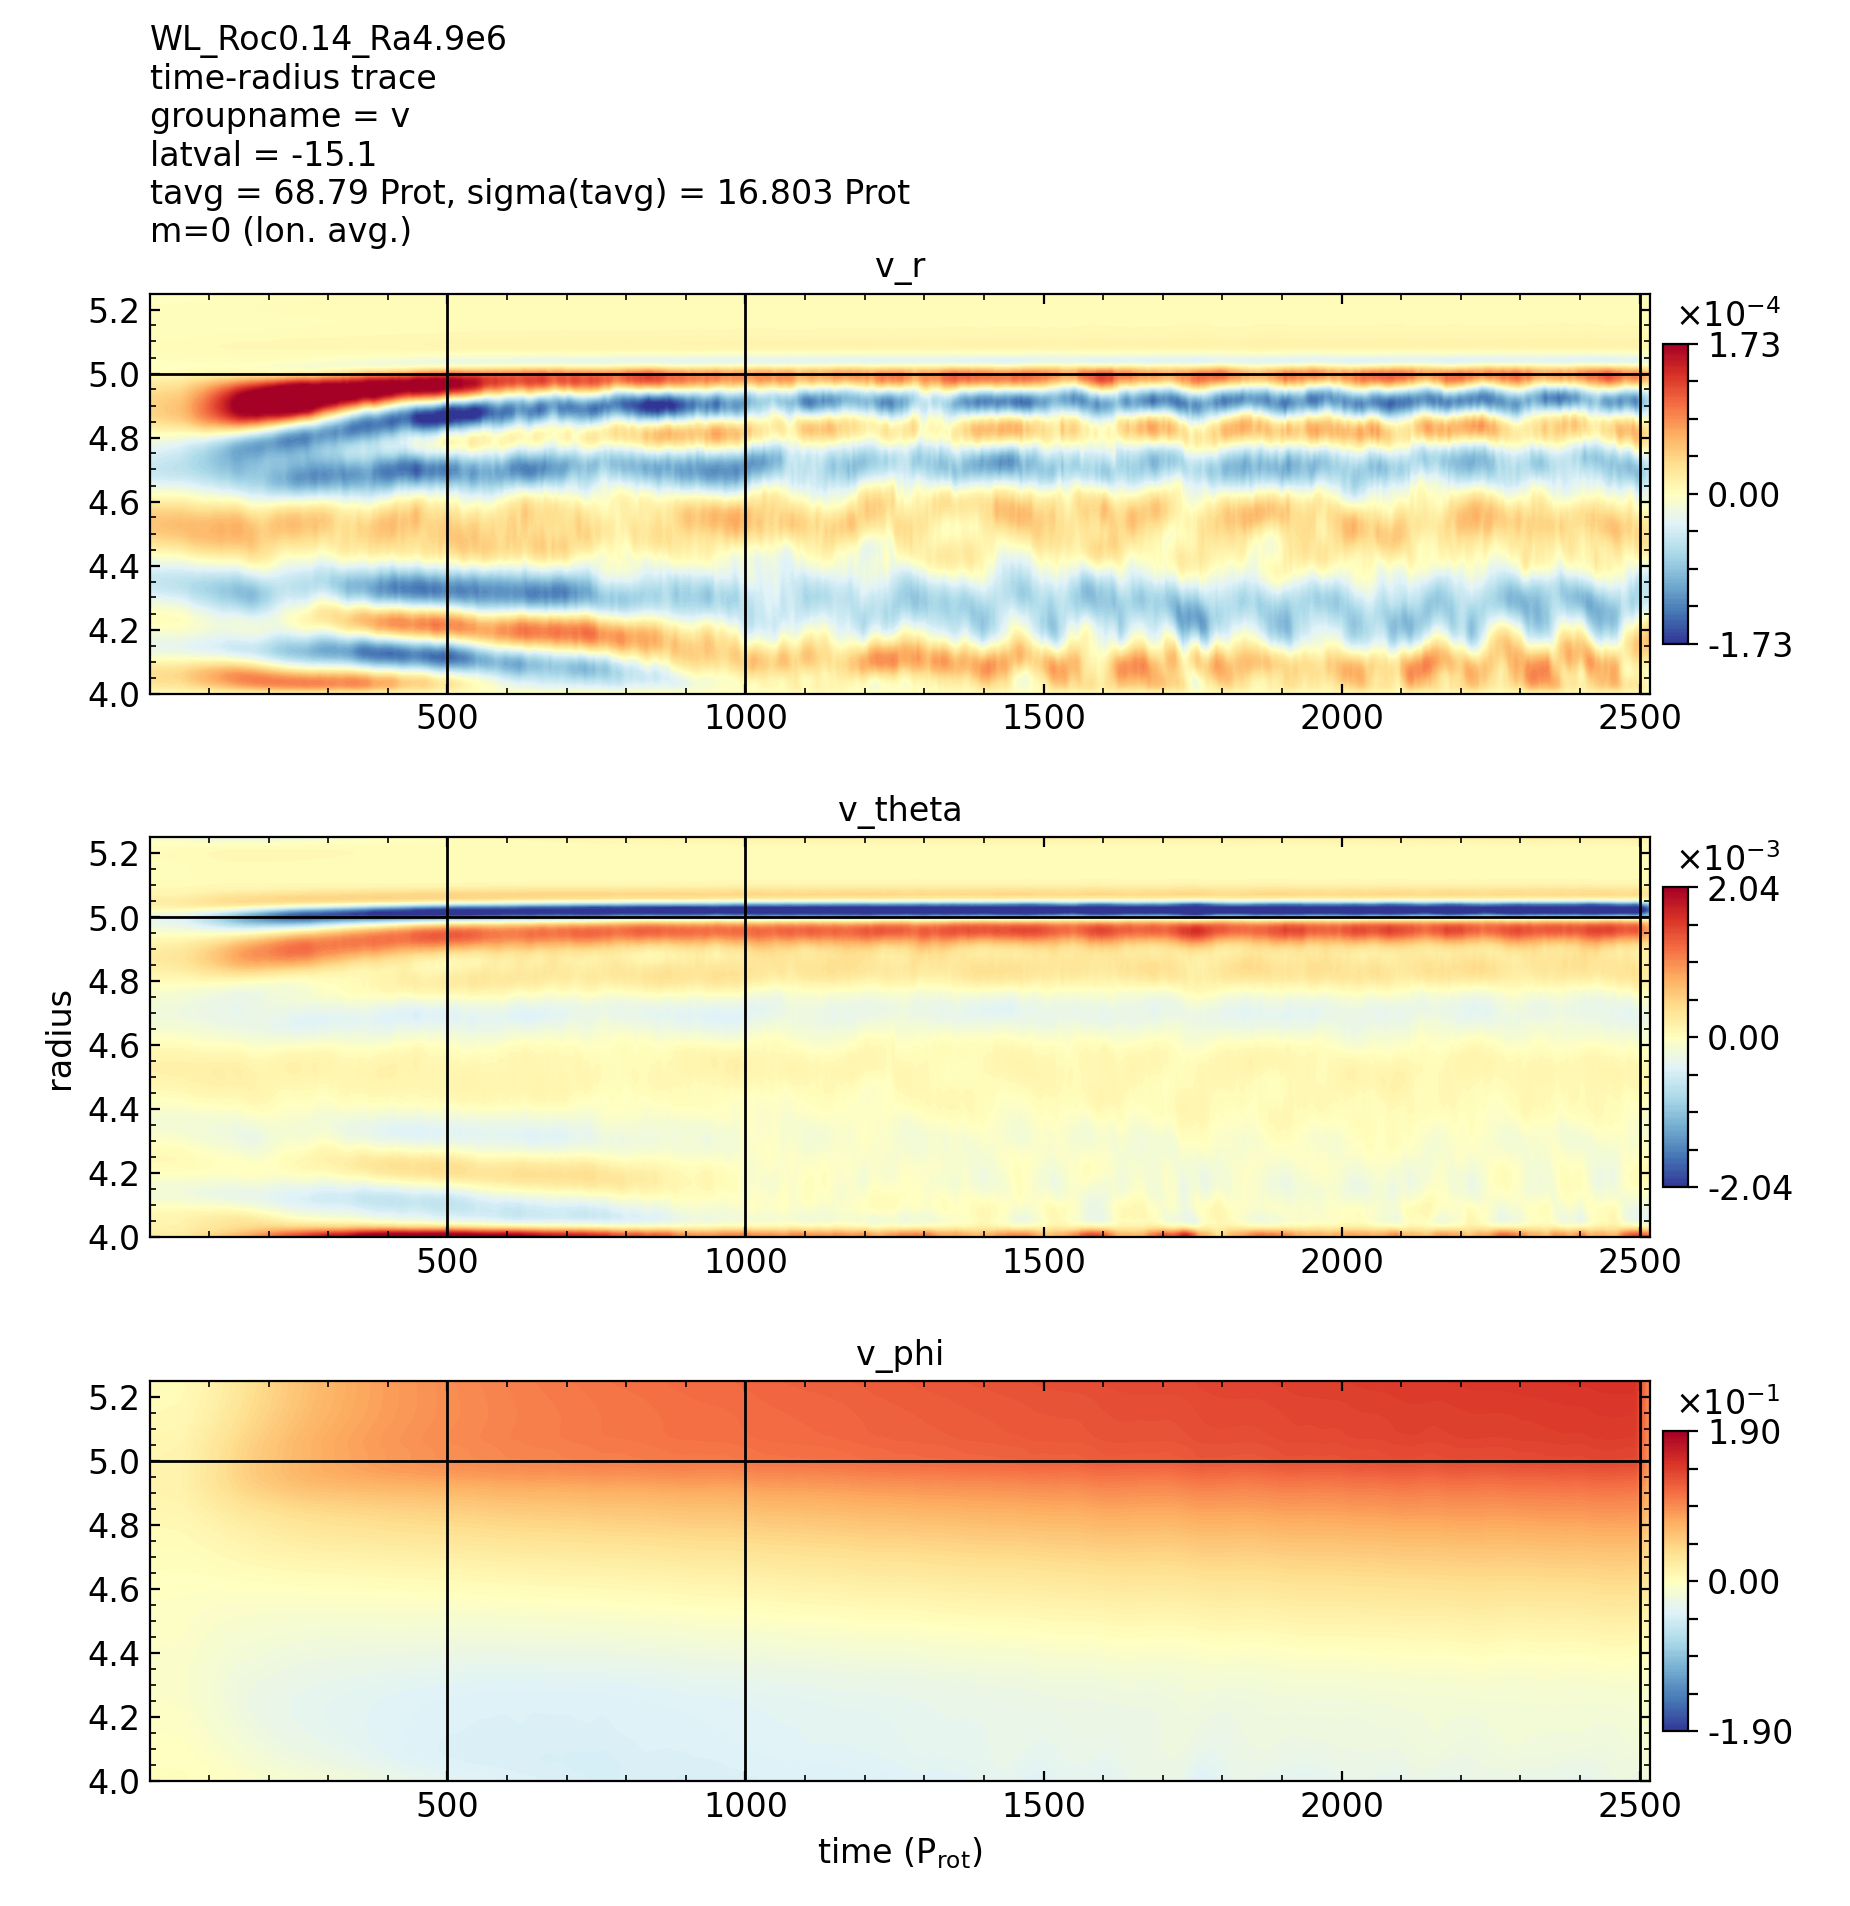 WL_Roc0.14_Ra4.9e6
time-radius trace
groupname = v
latval = -15.1
tavg = 68.79 Prot, sigma(tavg) = 16.803 Prot
m=0 (lon. avg.)
v_r
5.2
5.0
4.8
4.6
4.4
4.2
4.0
500 1000 1500 2000 2500
×10⁻⁴
1.73
0.00
-1.73
v_theta
radius
5.2
5.0
4.8
4.6
4.4
4.2
4.0
500 1000 1500 2000 2500
×10⁻³
2.04
0.00
-2.04
v_phi
5.2
5.0
4.8
4.6
4.4
4.2
4.0
500 1000 1500 2000 2500
×10⁻¹
1.90
0.00
-1.90
time (P_rot)